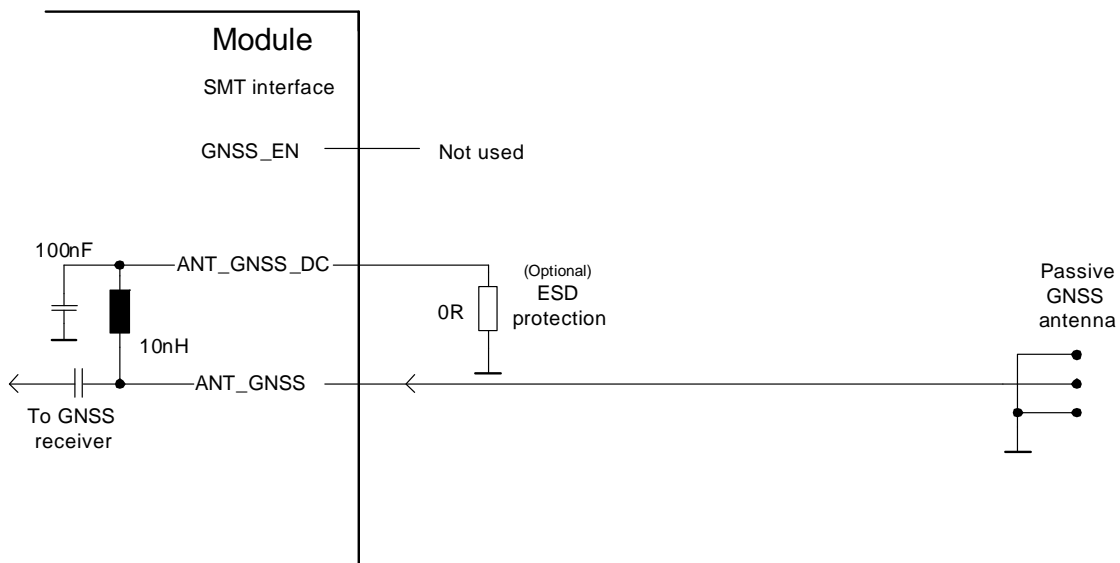 Module
SMT interface
GNSS_EN
Not used
100nF
ANT_GNSS_DC
(Optional)
ESD
protection
0R
Passive
GNSS
antenna
10nH
ANT_GNSS
To GNSS
receiver